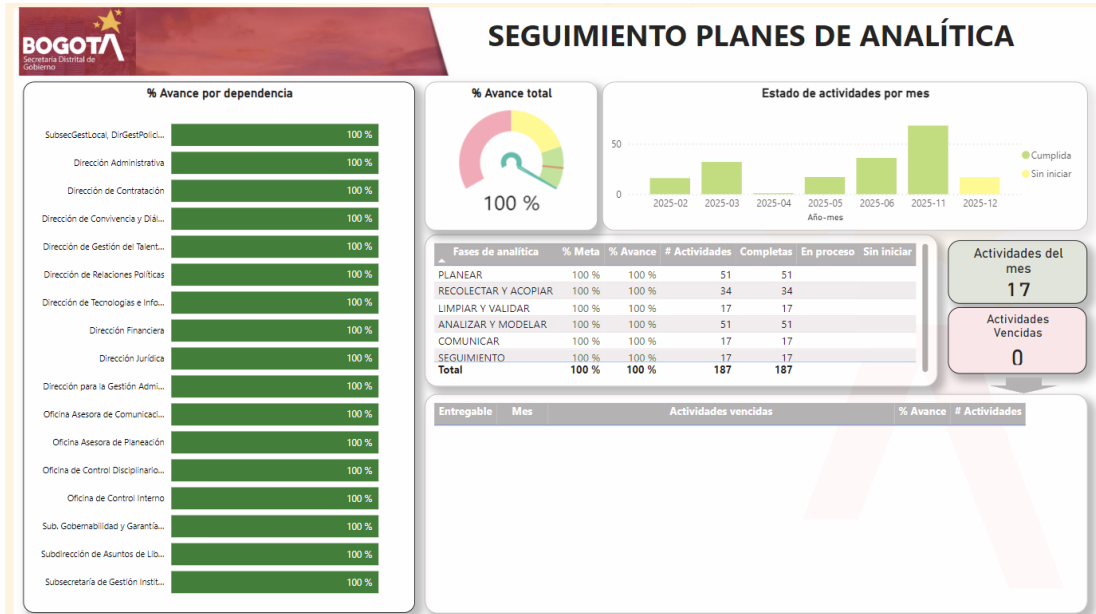 BOGOTÁ
Secretaría Distrital de
Gobierno
SEGUIMIENTO PLANES DE ANALÍTICA
% Avance por dependencia
SubsecGestLocal, DirGestPolici... 100 %
Dirección Administrativa 100 %
Dirección de Contratación 100 %
Dirección de Convivencia y Diál... 100 %
Dirección de Gestión del Talent... 100 %
Dirección de Relaciones Políticas 100 %
Dirección de Tecnologías e Info... 100 %
Dirección Financiera 100 %
Dirección Jurídica 100 %
Dirección para la Gestión Admi... 100 %
Oficina Asesora de Comunicaci... 100 %
Oficina Asesora de Planeación 100 %
Oficina de Control Disciplinario... 100 %
Oficina de Control Interno 100 %
Sub. Gobernabilidad y Garantía... 100 %
Subdirección de Asuntos de Lib... 100 %
Subsecretaría de Gestión Instit... 100 %
% Avance total
100 %
Estado de actividades por mes
50
0
2025-02 2025-03 2025-04 2025-05 2025-06 2025-11 2025-12
Año-mes
Cumplida
Sin iniciar
Fases de analítica % Meta % Avance # Actividades Completas En proceso Sin iniciar
PLANEAR 100 % 100 % 51 51
RECOLECTAR Y ACOPIAR 100 % 100 % 34 34
LIMPIAR Y VALIDAR 100 % 100 % 17 17
ANALIZAR Y MODELAR 100 % 100 % 51 51
COMUNICAR 100 % 100 % 17 17
SEGUIMIENTO 100 % 100 % 17 17
Total 100 % 100 % 187 187
Actividades del
mes
17
Actividades
Vencidas
0
Entregable Mes Actividades vencidas % Avance # Actividades